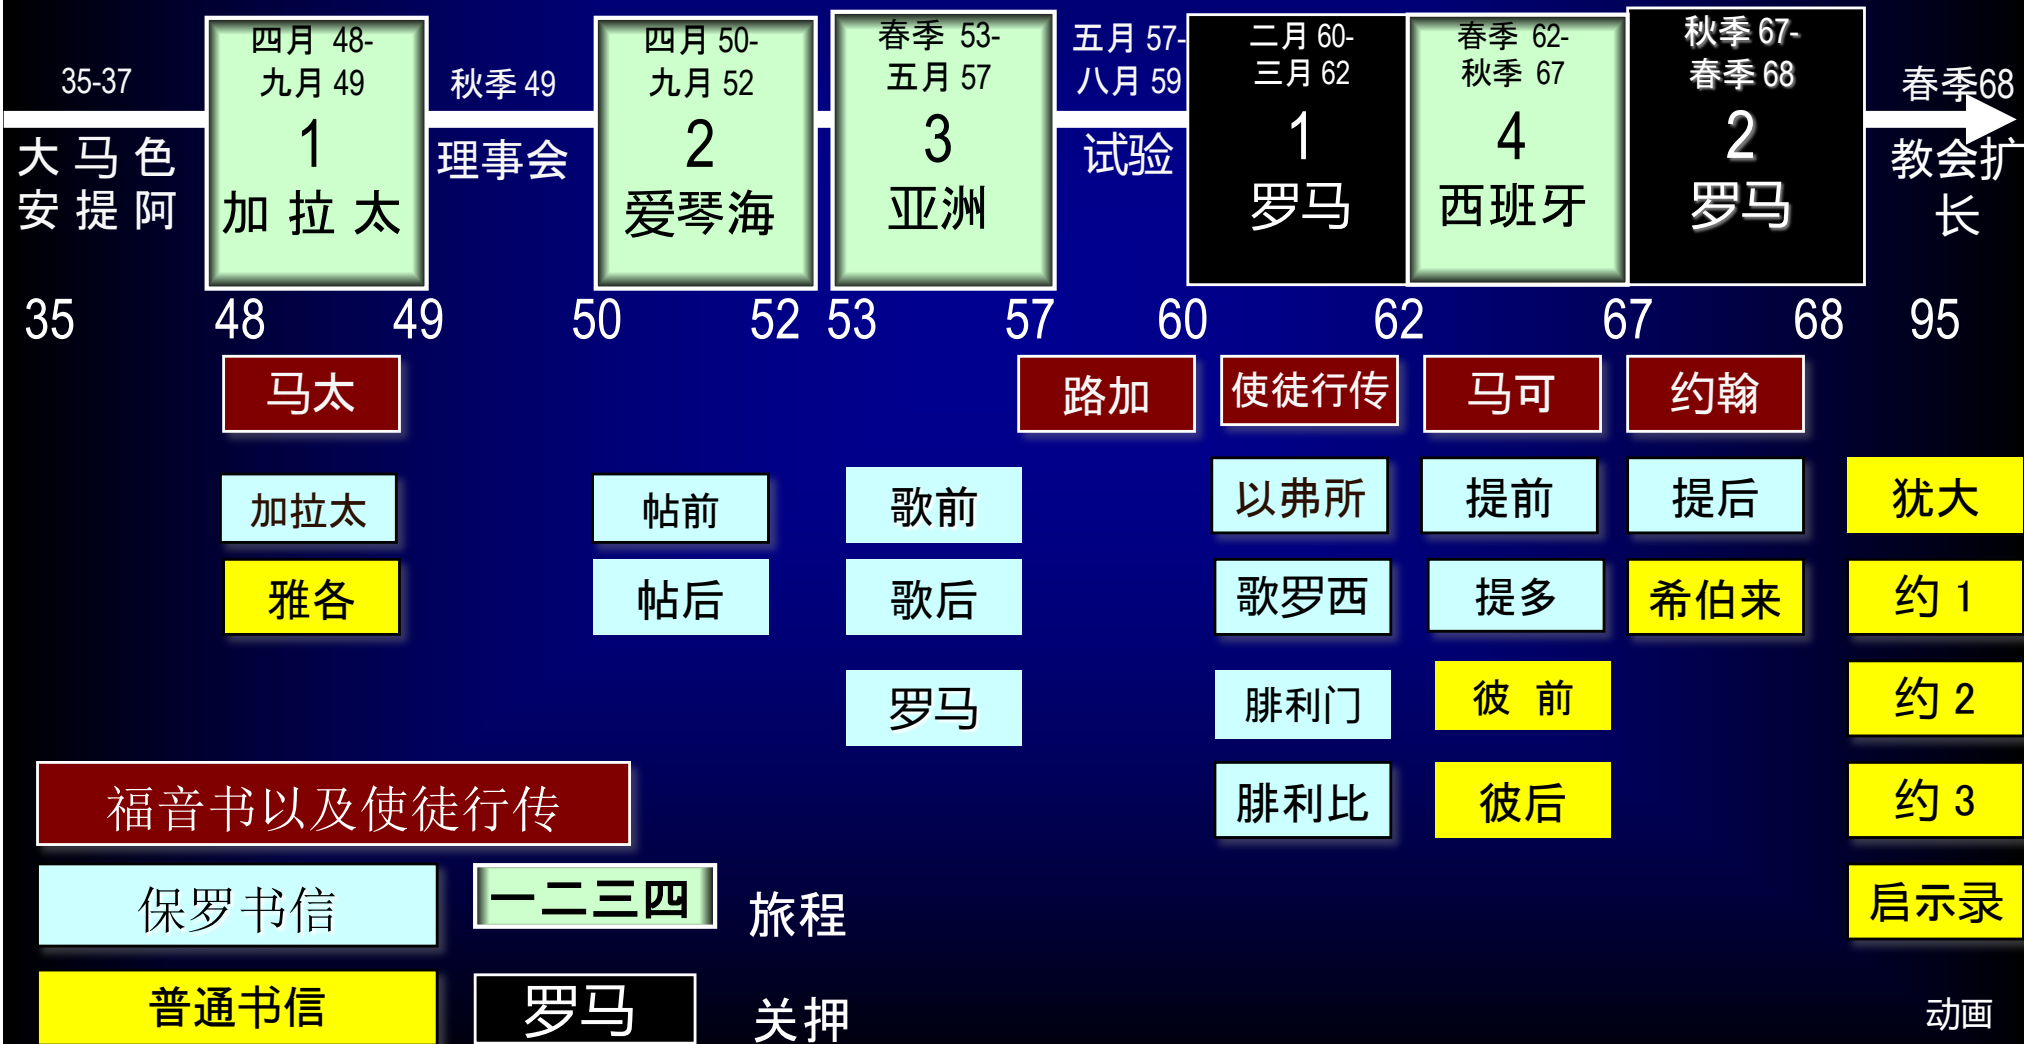 35-37
大 马 色
安 提 阿
四月 48-
九月 49
1
加 拉 太
秋季 49
理事会
四月 50-
九月 52
2
爱琴海
春季 53-
五月 57
3
亚洲
五月 57-
八月 59
试验
二月 60-
三月 62
1
罗马
春季 62-
秋季 67
4
西班牙
秋季 67-
春季 68
2
罗马
春季68
教会扩
长
35 48 49 50 52 53 57 60 62 67 68 95
马太 路加 使徒行传 马可 约翰
加拉太 帖前 歌前 以弗所 提前 提后 犹大
雅各 帖后 歌后 歌罗西 提多 希伯来 约 1
罗马 腓利门 彼 前 约 2
福音书以及使徒行传 腓利比 彼后 约 3
保罗书信 一二三四 旅程 启示录
普通书信 罗马 关押 动画